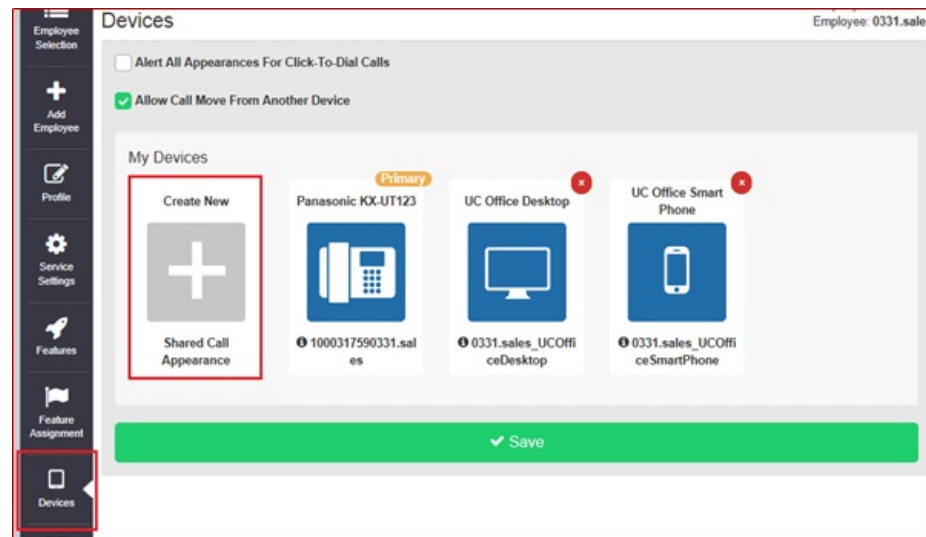 Devices
Employee: 0331.sale
Employee
Selection
Add
Employee
Profile
Service
Settings
Features
Feature
Assignment
Devices
Alert All Appearances For Click-To-Dial Calls
Allow Call Move From Another Device
My Devices
Create New
Shared Call
Appearance
Primary
Panasonic KX-UT123
1000317590331.sal
es
x
UC Office Desktop
0331.sales_UCOffi
ceDesktop
x
UC Office Smart
Phone
0331.sales_UCOffi
ceSmartPhone
Save